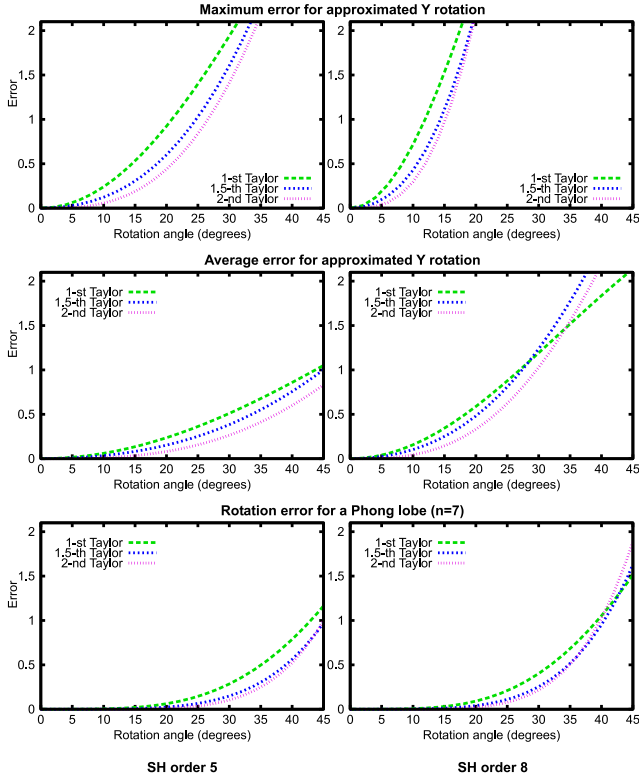 Maximum error for approximated Y rotation
2
1.5
1
0.5
0
Error
1-st Taylor
1.5-th Taylor
2-nd Taylor
0 5 10 15 20 25 30 35 40 45
Rotation angle (degrees)
2
1.5
1
0.5
0
1-st Taylor
1.5-th Taylor
2-nd Taylor
0 5 10 15 20 25 30 35 40 45
Rotation angle (degrees)
Average error for approximated Y rotation
2
1.5
1
0.5
0
Error
1-st Taylor
1.5-th Taylor
2-nd Taylor
0 5 10 15 20 25 30 35 40 45
Rotation angle (degrees)
2
1.5
1
0.5
0
1-st Taylor
1.5-th Taylor
2-nd Taylor
0 5 10 15 20 25 30 35 40 45
Rotation angle (degrees)
Rotation error for a Phong lobe (n=7)
2
1.5
1
0.5
0
Error
1-st Taylor
1.5-th Taylor
2-nd Taylor
0 5 10 15 20 25 30 35 40 45
Rotation angle (degrees)
2
1.5
1
0.5
0
1-st Taylor
1.5-th Taylor
2-nd Taylor
0 5 10 15 20 25 30 35 40 45
Rotation angle (degrees)
SH order 5
SH order 8